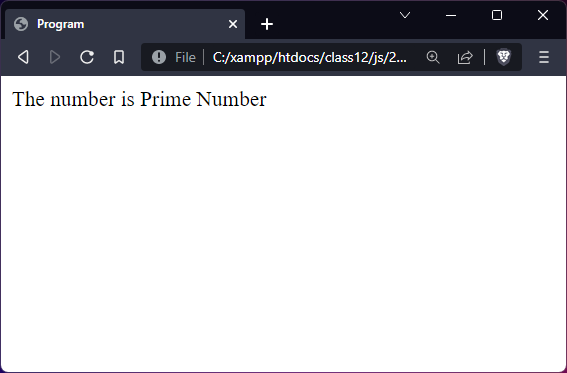 Program
File C:/xampp/htdocs/class12/js/2...
The number is Prime Number